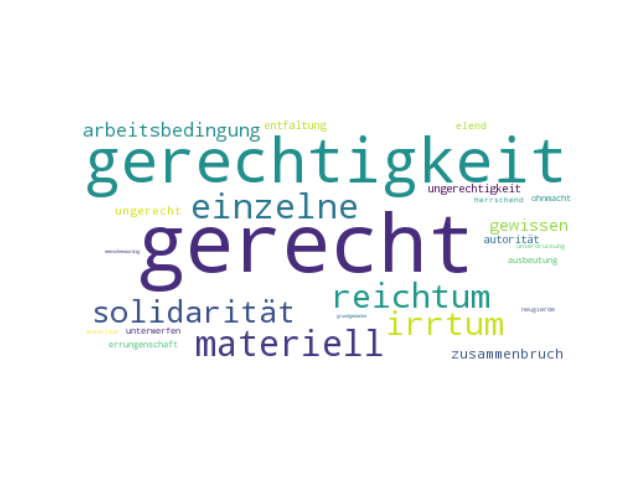 arbeitsbedingung entfaltung elend
gerechtigkeit
ungerechtigkeit
herrschend ohnmacht
ungerecht einzelne
gerecht
gewissen
autorität
unterdrückung
menschenwürdig
ausbeutung
reichtum
solidarität
neugierde
grundgedanke
irrtum
autoritär unterwerfen
materiell
errungenschaft
zusammenbruch